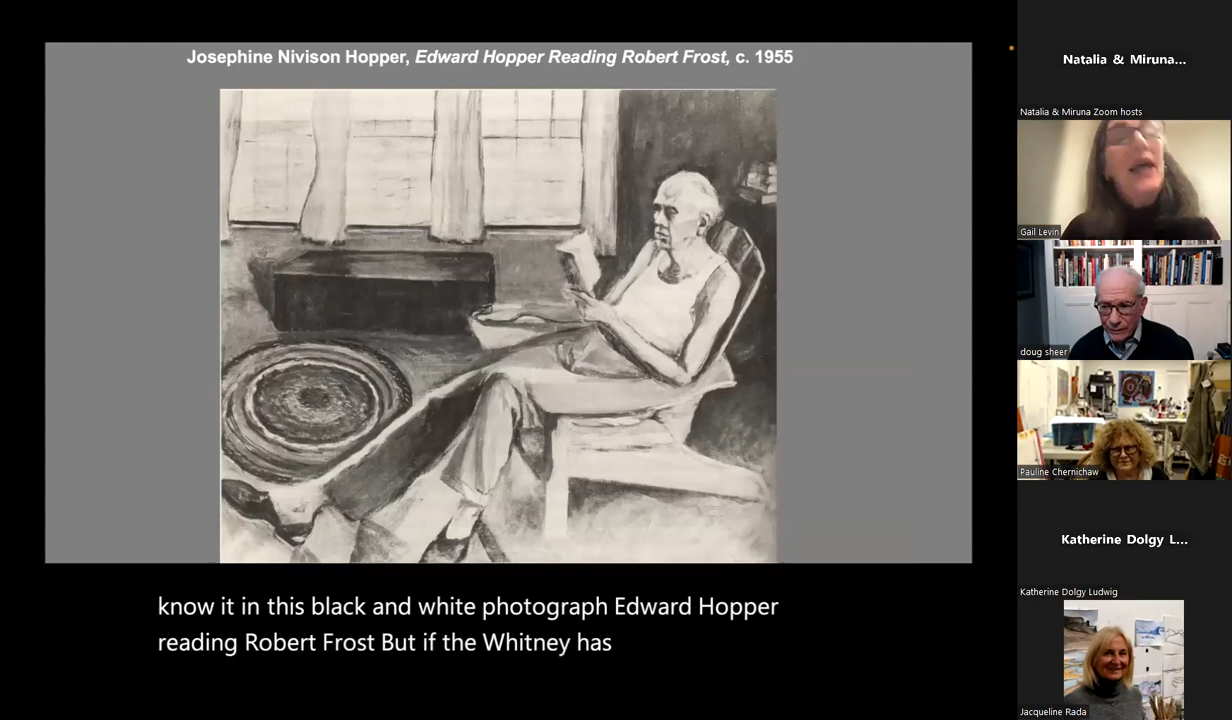 Josephine Nivison Hopper, Edward Hopper Reading Robert Frost, c. 1955
know it in this black and white photograph Edward Hopper
reading Robert Frost But if the Whitney has
Natalia & Miruna...
Natalia & Miruna Zoom hosts
Gail Levin
doug sheer
Pauline Chernichaw
Katherine Dolgy L...
Katherine Dolgy Ludwig
Jacqueline Rada